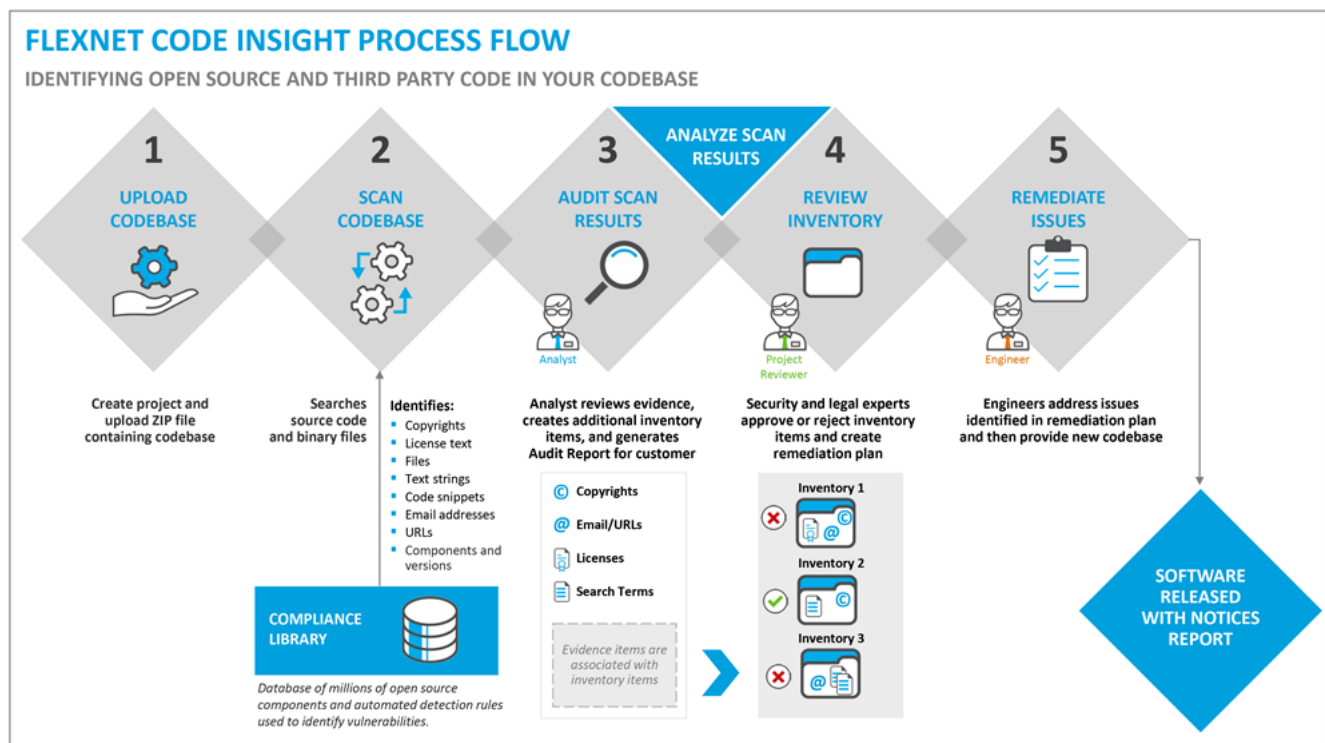 FLEXNET CODE INSIGHT PROCESS FLOW
IDENTIFYING OPEN SOURCE AND THIRD PARTY CODE IN YOUR CODEBASE
1
UPLOAD
CODEBASE
Create project and
upload ZIP file
containing codebase
2
SCAN
CODEBASE
Searches
source code
and binary files
Identifies:
Copyrights
License text
Files
Text strings
Code snippets
Email addresses
URLs
Components and
versions
COMPLIANCE
LIBRARY
Database of millions of open source
components and automated detection rules
used to identify vulnerabilities.
ANALYZE SCAN
RESULTS
3
AUDIT SCAN
RESULTS
Analyst
Analyst reviews evidence,
creates additional inventory
items, and generates
Audit Report for customer
© Copyrights
@ Email/URLs
Licenses
Search Terms
Evidence items are
associated with
inventory items
4
REVIEW
INVENTORY
Project
Reviewer
Security and legal experts
approve or reject inventory
items and create
remediation plan
Inventory 1
©
@
Inventory 2
©
Inventory 3
@
5
REMEDIATE
ISSUES
Engineer
Engineers address issues
identified in remediation plan
and then provide new codebase
SOFTWARE
RELEASED
WITH NOTICES
REPORT